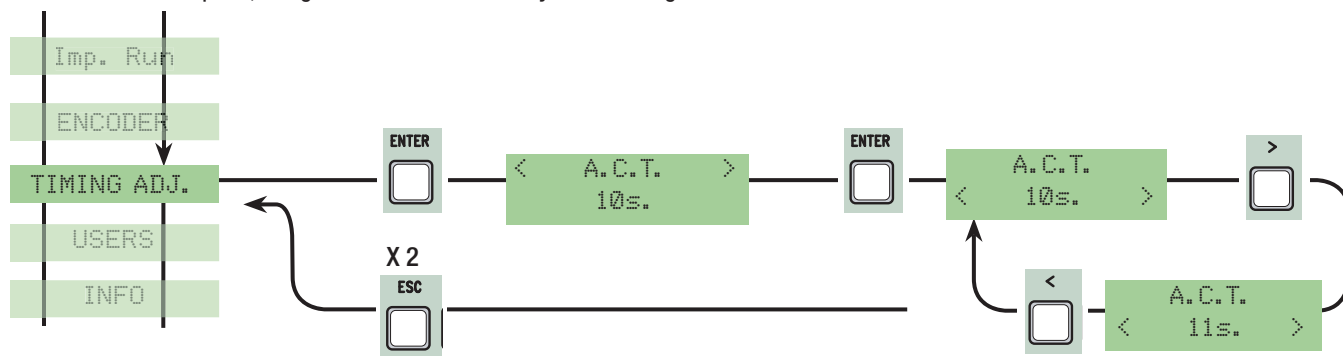 Imp. Run
ENCODER
TIMING ADJ.
USERS
INFO
ENTER
< A.C.T. >
10s.
ENTER
A.C.T.
< 10s. >
>
<
A.C.T.
< 11s. >
X 2
ESC